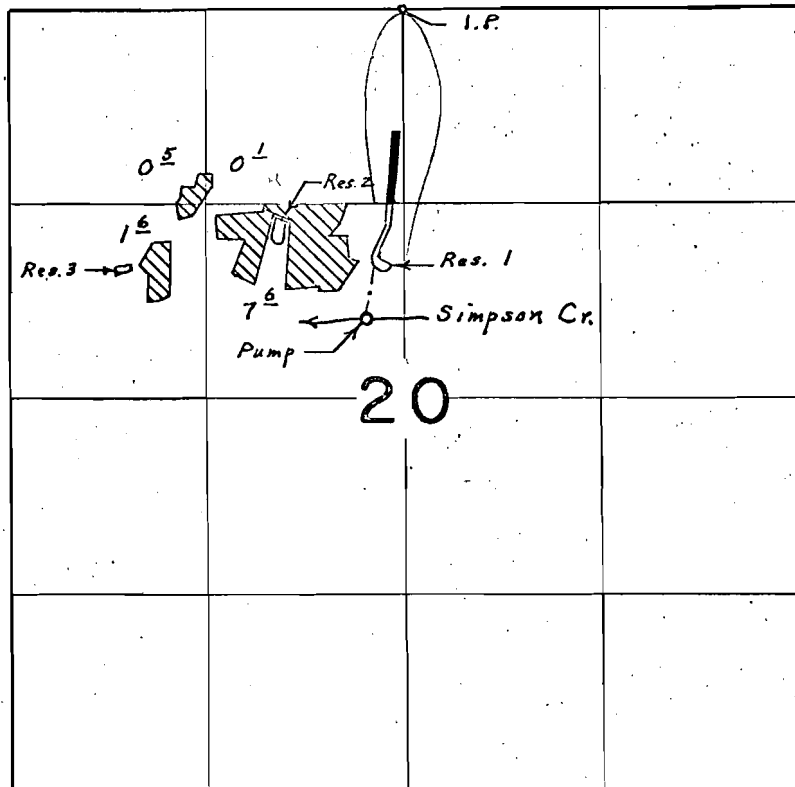 I.P.
0 5
0 1
Res. 2
1 6
Res. 3
Res. 1
7 6
Simpson Cr.
Pump
20